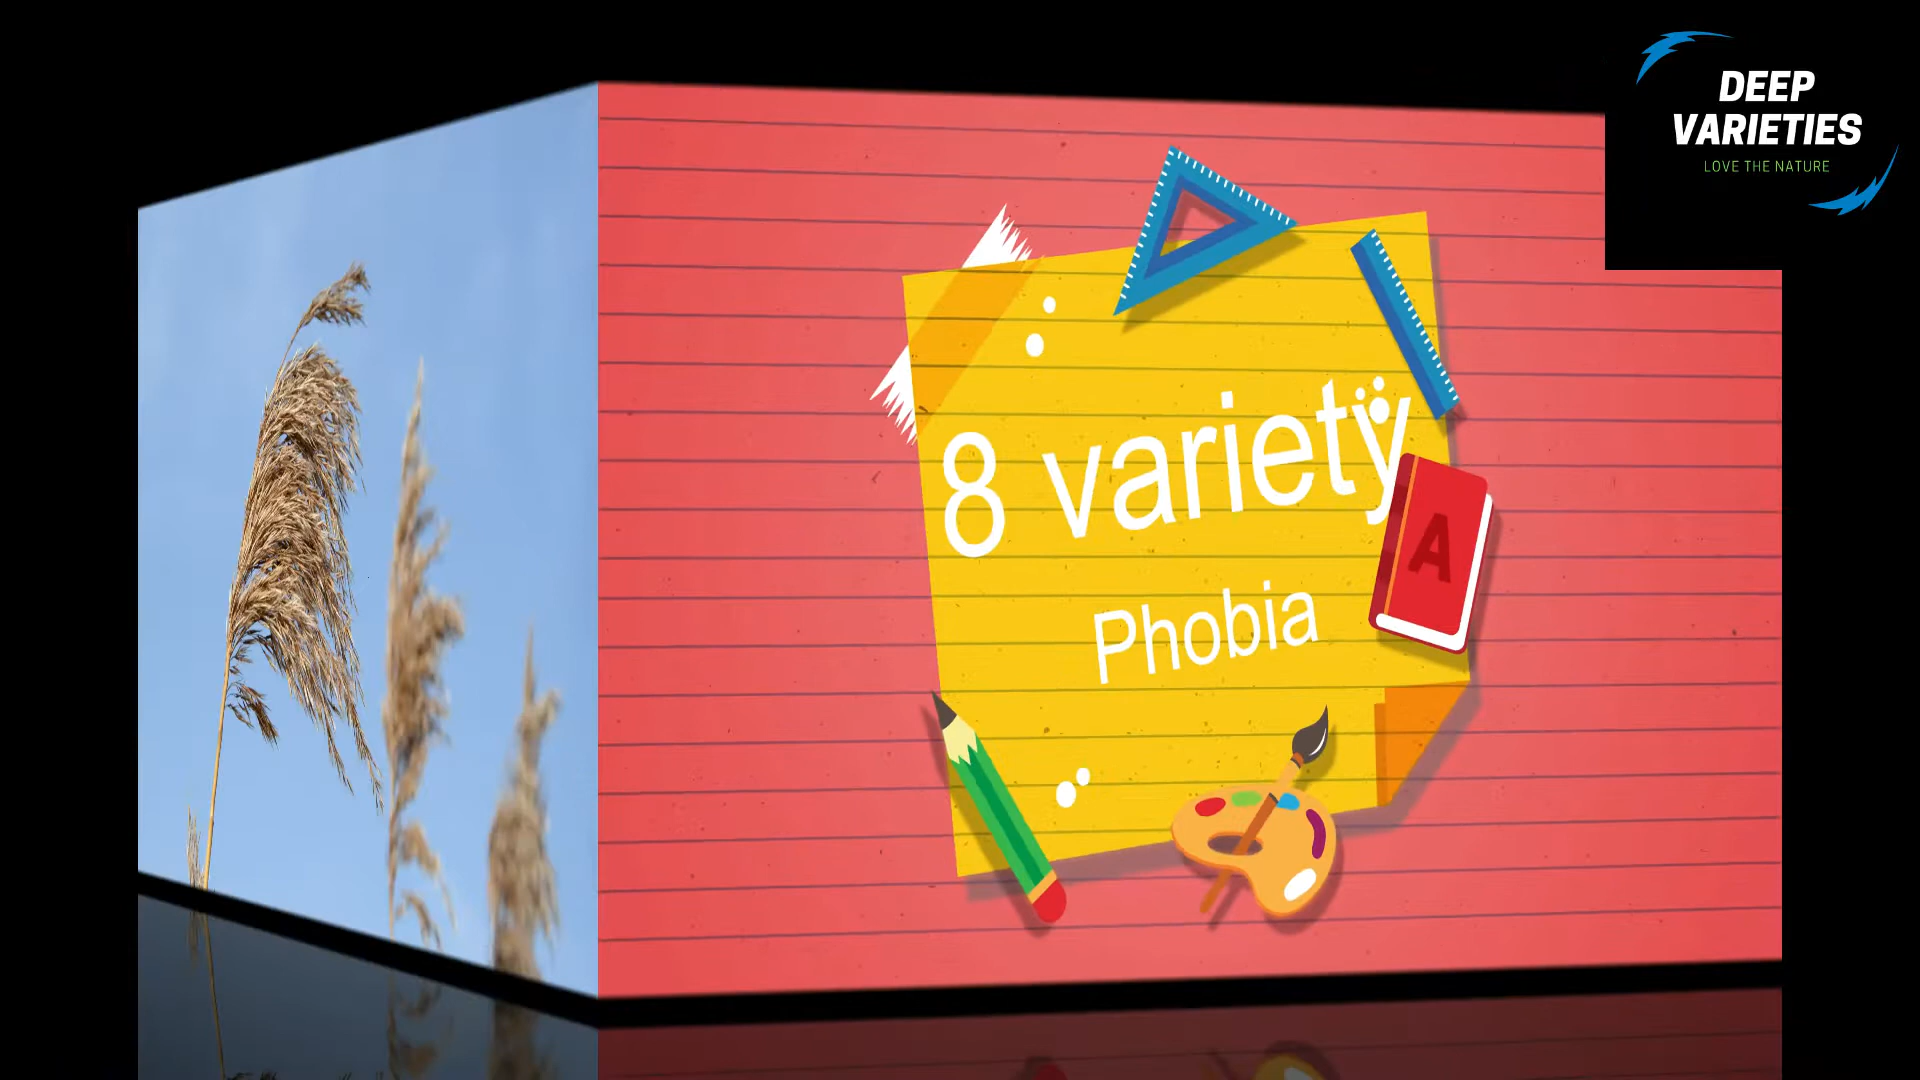 DEEP
VARIETIES
LOVE THE NATURE
8 variety
Phobia
A